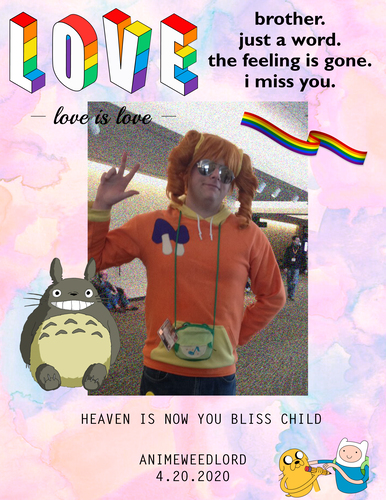 LOVE
brother.
just a word.
the feeling is gone.
i miss you.
love is love
HEAVEN IS NOW YOU BLISS CHILD
ANIMEWEEDLORD
4.20.2020